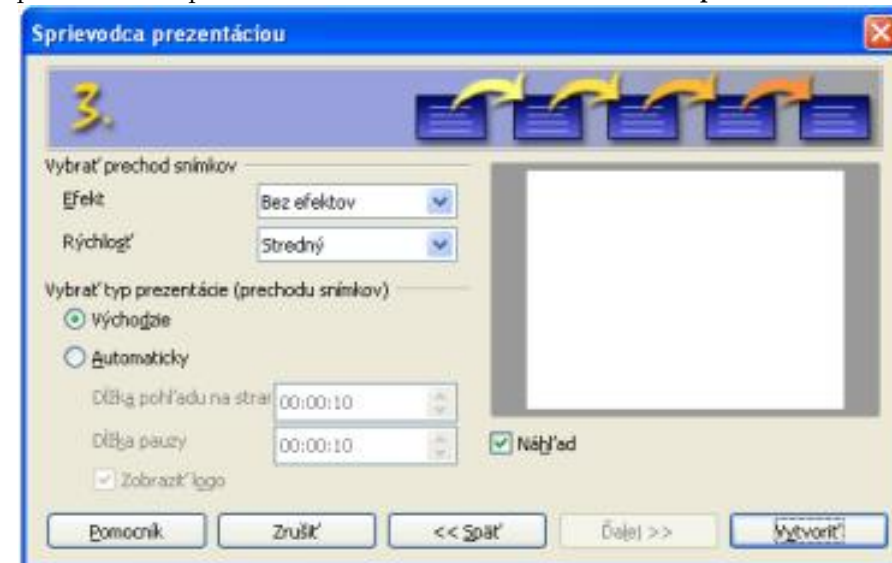 Sprievodca prezentáciou
3.
Vybrať prechod snímkov
Efekt
Bez efektov
Rýchlosť
Stredný
Vybrať typ prezentácie (prechodu snímkov)
Východzie
Automaticky
Dĺžka pohľadu na stran
00:00:10
Dĺžka pauzy
00:00:10
Zobraziť logo
Náhľad
Pomocník
Zrušiť
<< Späť
Ďalej >>
Vytvoriť